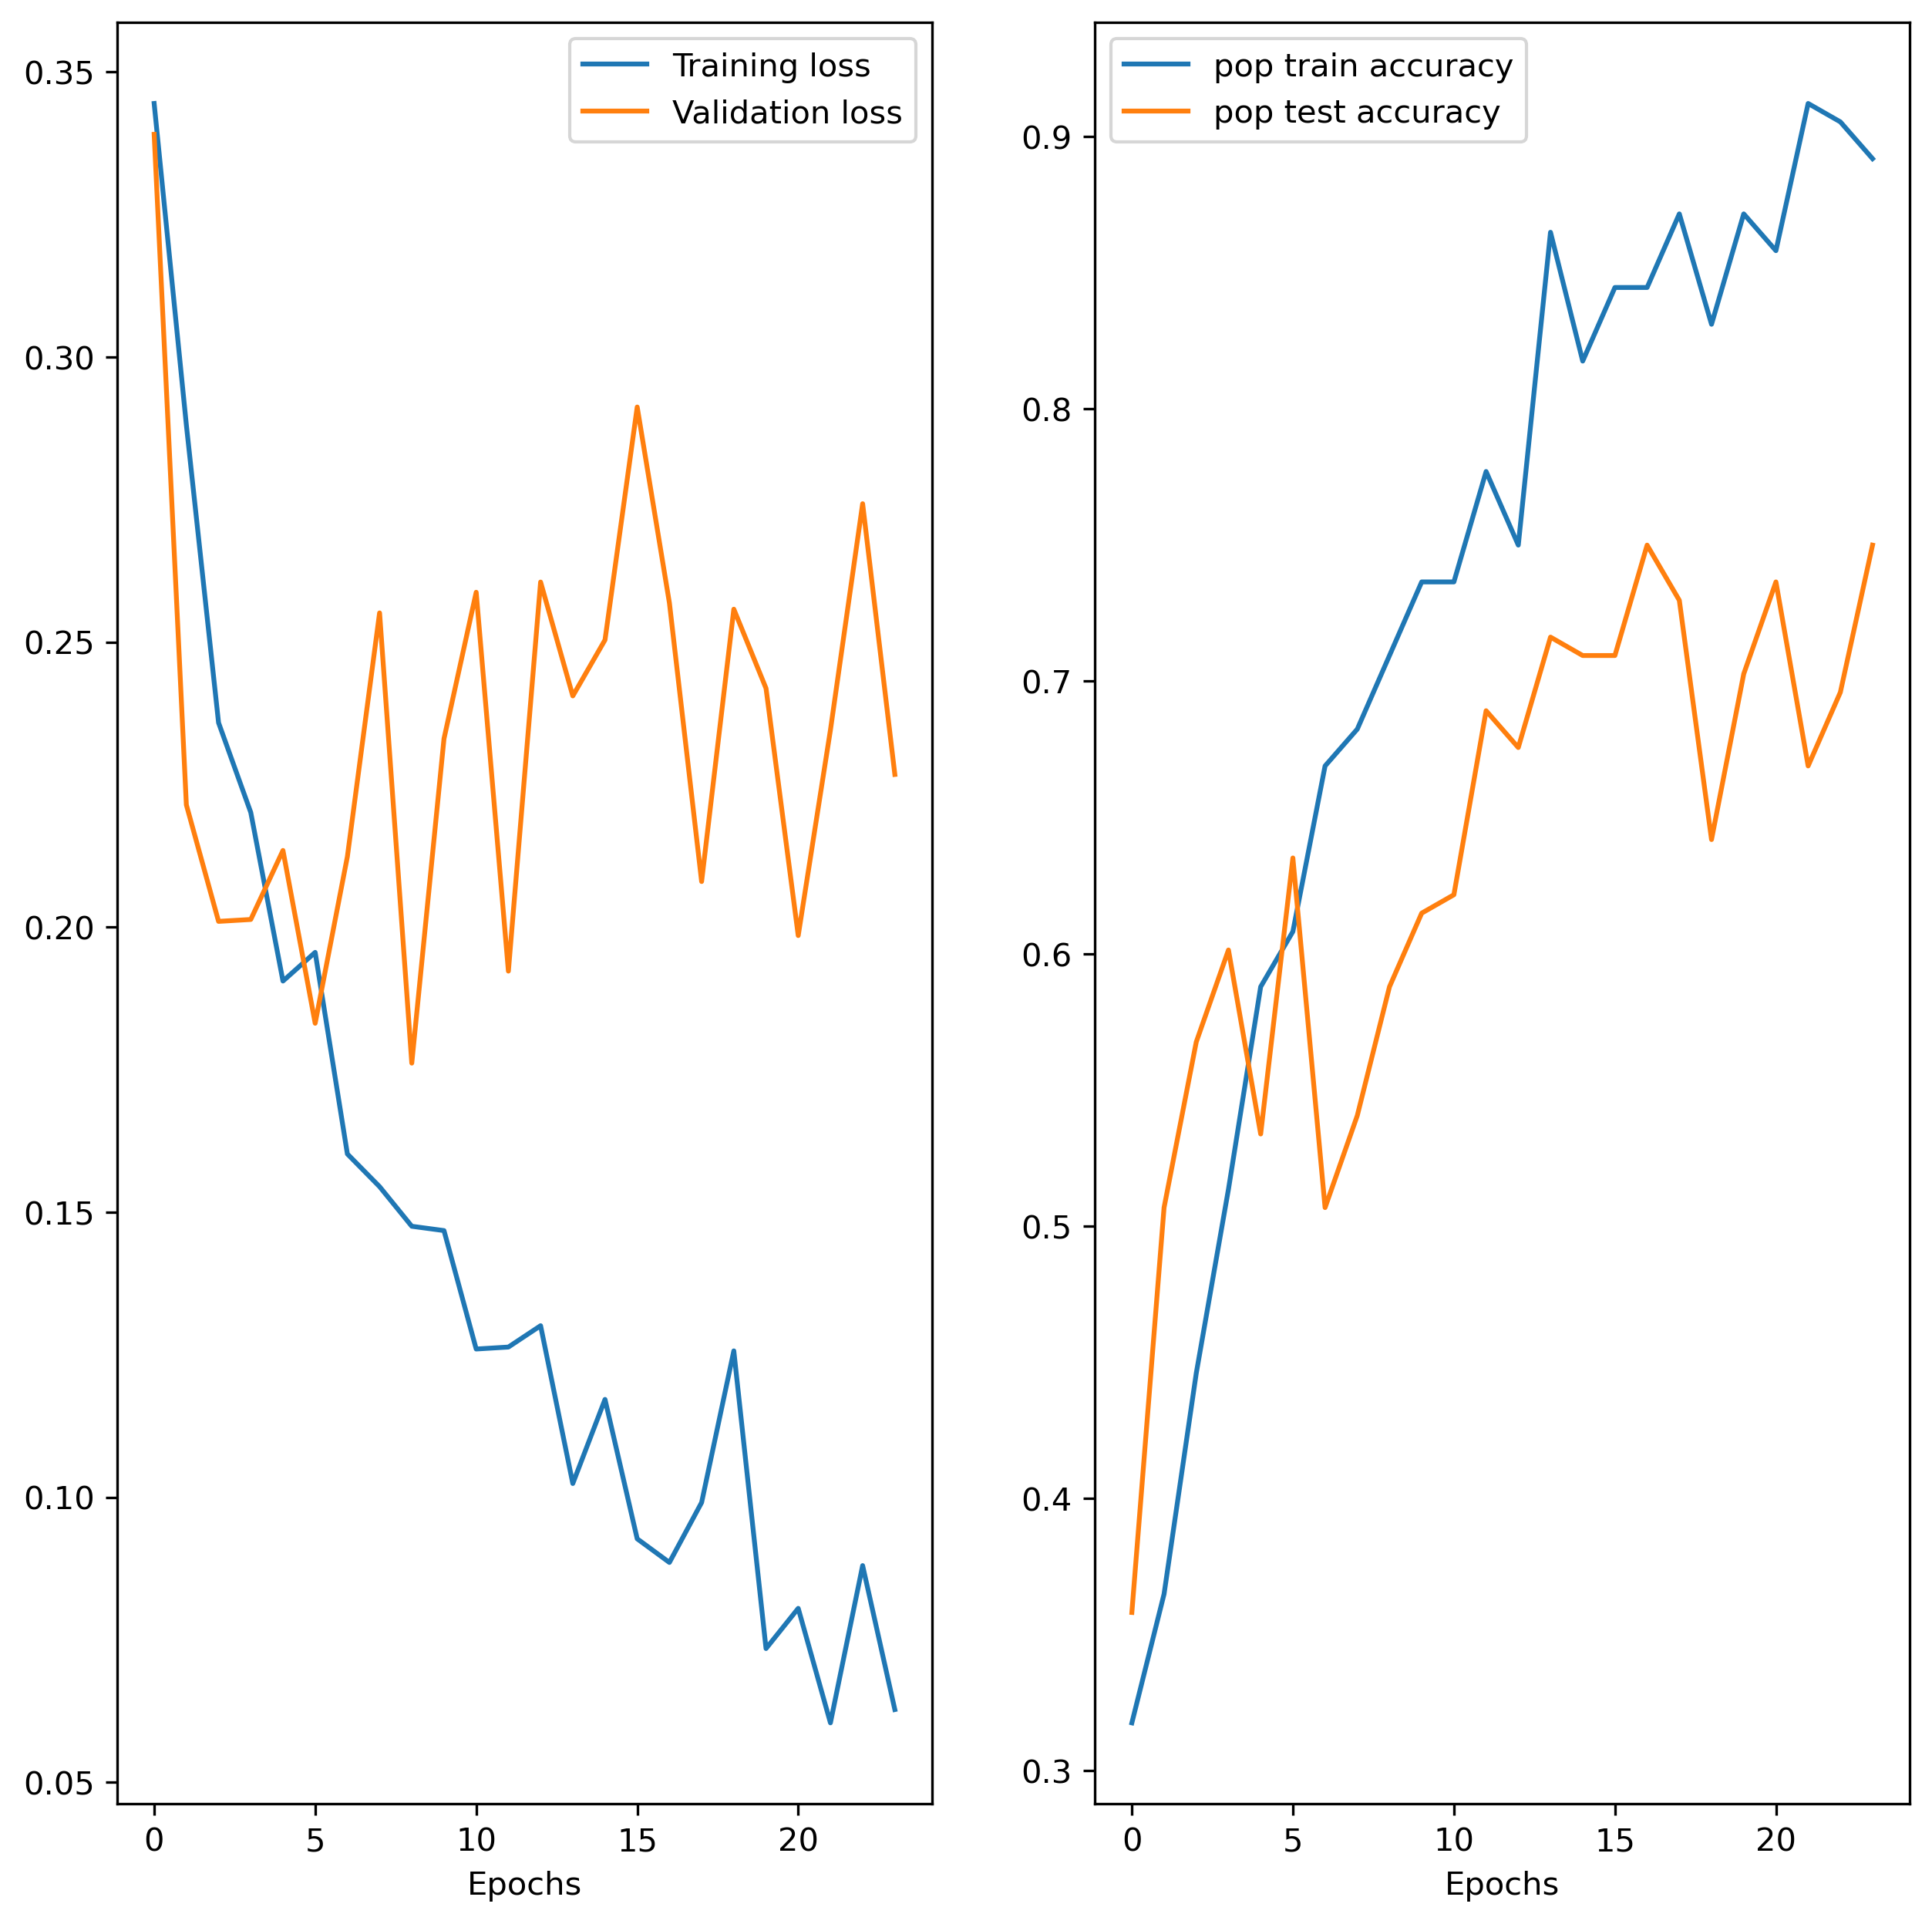 Training loss
Validation loss
0.35
0.30
0.25
0.20
0.15
0.10
0.05
0 5 10 15 20
Epochs
pop train accuracy
pop test accuracy
0.9
0.8
0.7
0.6
0.5
0.4
0.3
0 5 10 15 20
Epochs